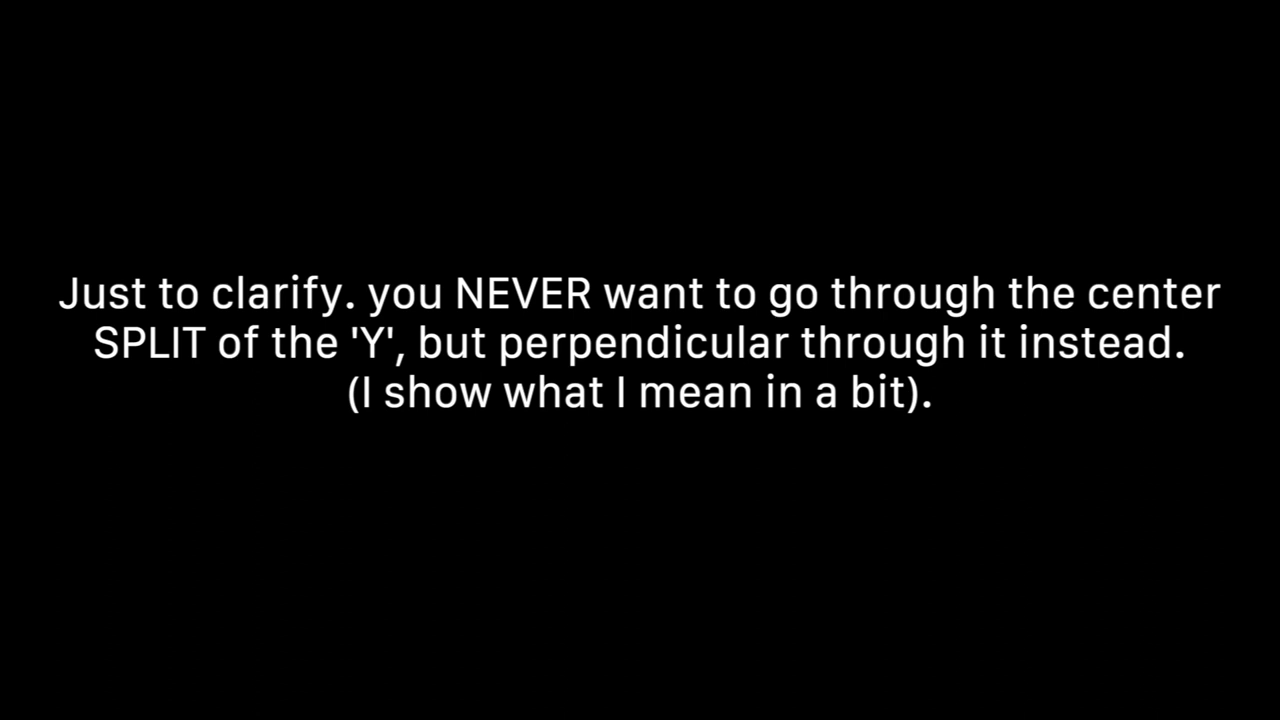 Just to clarify. you NEVER want to go through the center
SPLIT of the 'Y', but perpendicular through it instead.
(I show what I mean in a bit).